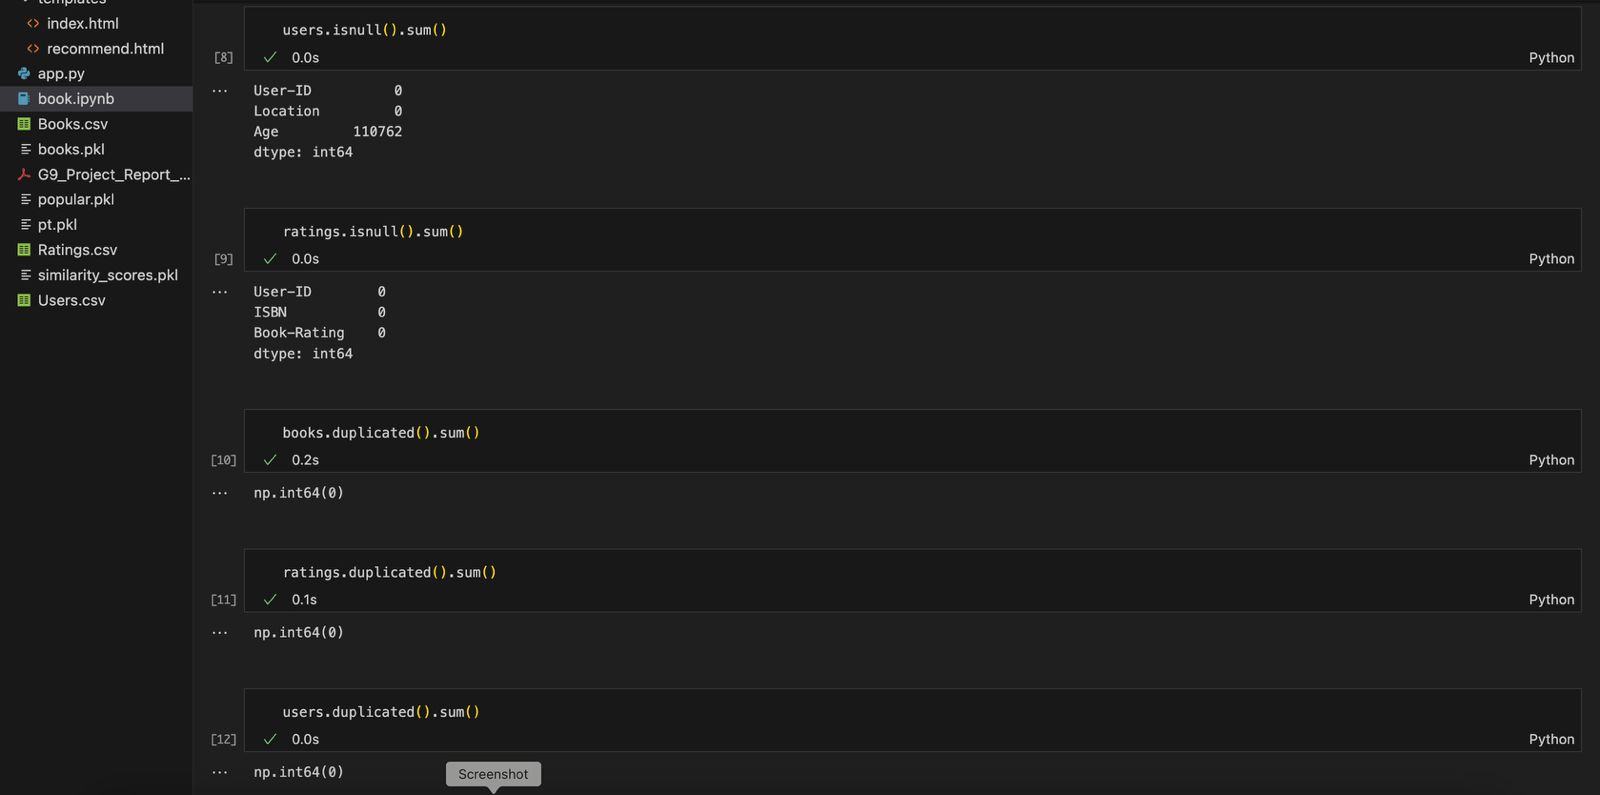 templates
index.html
recommend.html
app.py
book.ipynb
Books.csv
books.pkl
G9_Project_Report_...
popular.pkl
pt.pkl
Ratings.csv
similarity_scores.pkl
Users.csv
users.isnull().sum()
[8] 0.0s Python
User-ID 0
Location 0
Age 110762
dtype: int64
ratings.isnull().sum()
[9] 0.0s Python
User-ID 0
ISBN 0
Book-Rating 0
dtype: int64
books.duplicated().sum()
[10] 0.2s Python
np.int64(0)
ratings.duplicated().sum()
[11] 0.1s Python
np.int64(0)
users.duplicated().sum()
[12] 0.0s Python
np.int64(0)
Screenshot